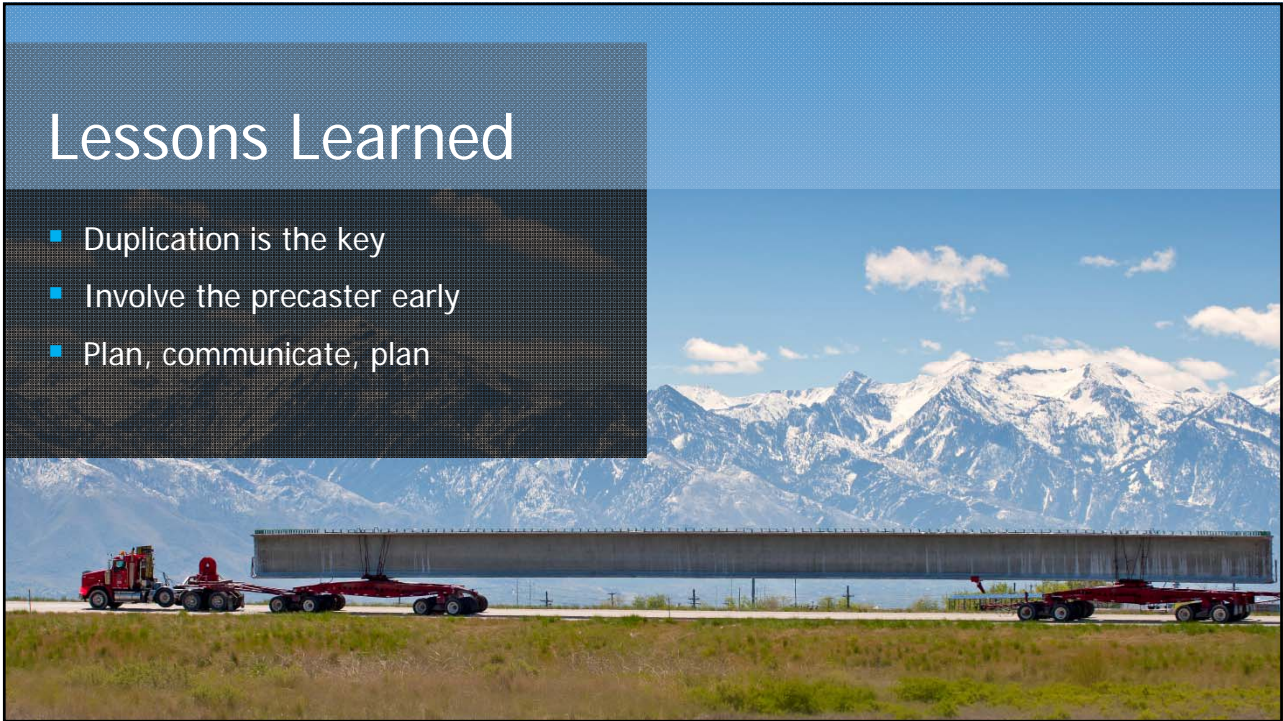 Lessons Learned
▪ Duplication is the key
▪ Involve the precaster early
▪ Plan, communicate, plan